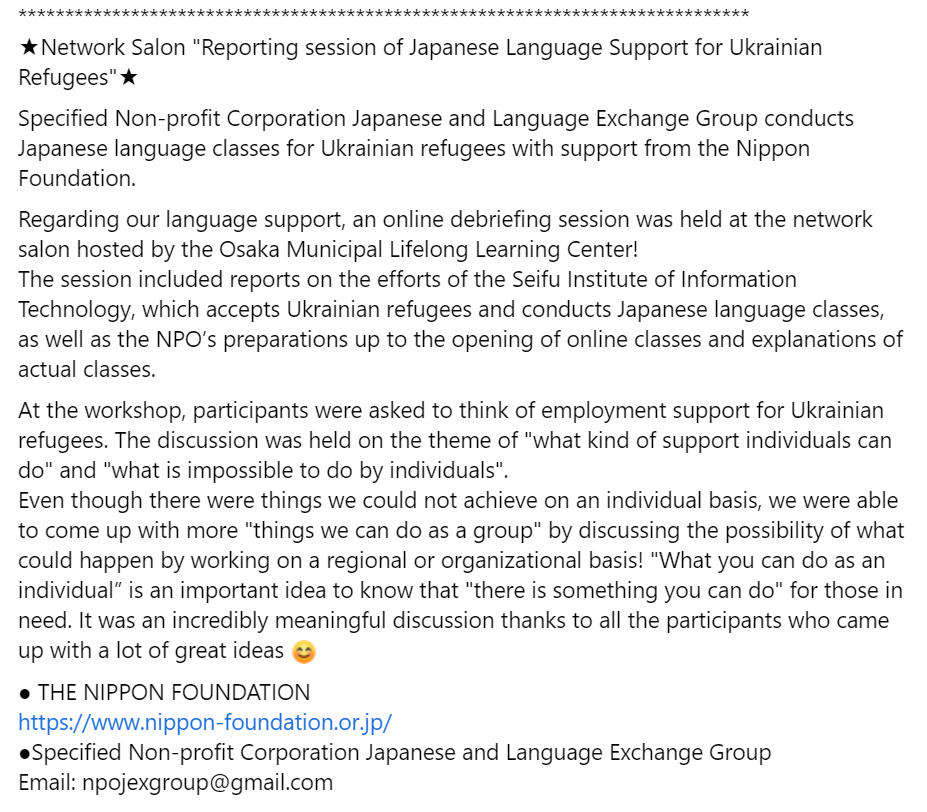 ******************************************************************************
★Network Salon "Reporting session of Japanese Language Support for Ukrainian
Refugees"★
Specified Non-profit Corporation Japanese and Language Exchange Group conducts
Japanese language classes for Ukrainian refugees with support from the Nippon
Foundation.
Regarding our language support, an online debriefing session was held at the network
salon hosted by the Osaka Municipal Lifelong Learning Center!
The session included reports on the efforts of the Seifu Institute of Information
Technology, which accepts Ukrainian refugees and conducts Japanese language classes,
as well as the NPO’s preparations up to the opening of online classes and explanations of
actual classes.
At the workshop, participants were asked to think of employment support for Ukrainian
refugees. The discussion was held on the theme of "what kind of support individuals can
do" and "what is impossible to do by individuals".
Even though there were things we could not achieve on an individual basis, we were able
to come up with more "things we can do as a group" by discussing the possibility of what
could happen by working on a regional or organizational basis! "What you can do as an
individual” is an important idea to know that "there is something you can do" for those in
need. It was an incredibly meaningful discussion thanks to all the participants who came
up with a lot of great ideas 😊
● THE NIPPON FOUNDATION
https://www.nippon-foundation.or.jp/
●Specified Non-profit Corporation Japanese and Language Exchange Group
Email: npojexgroup@gmail.com